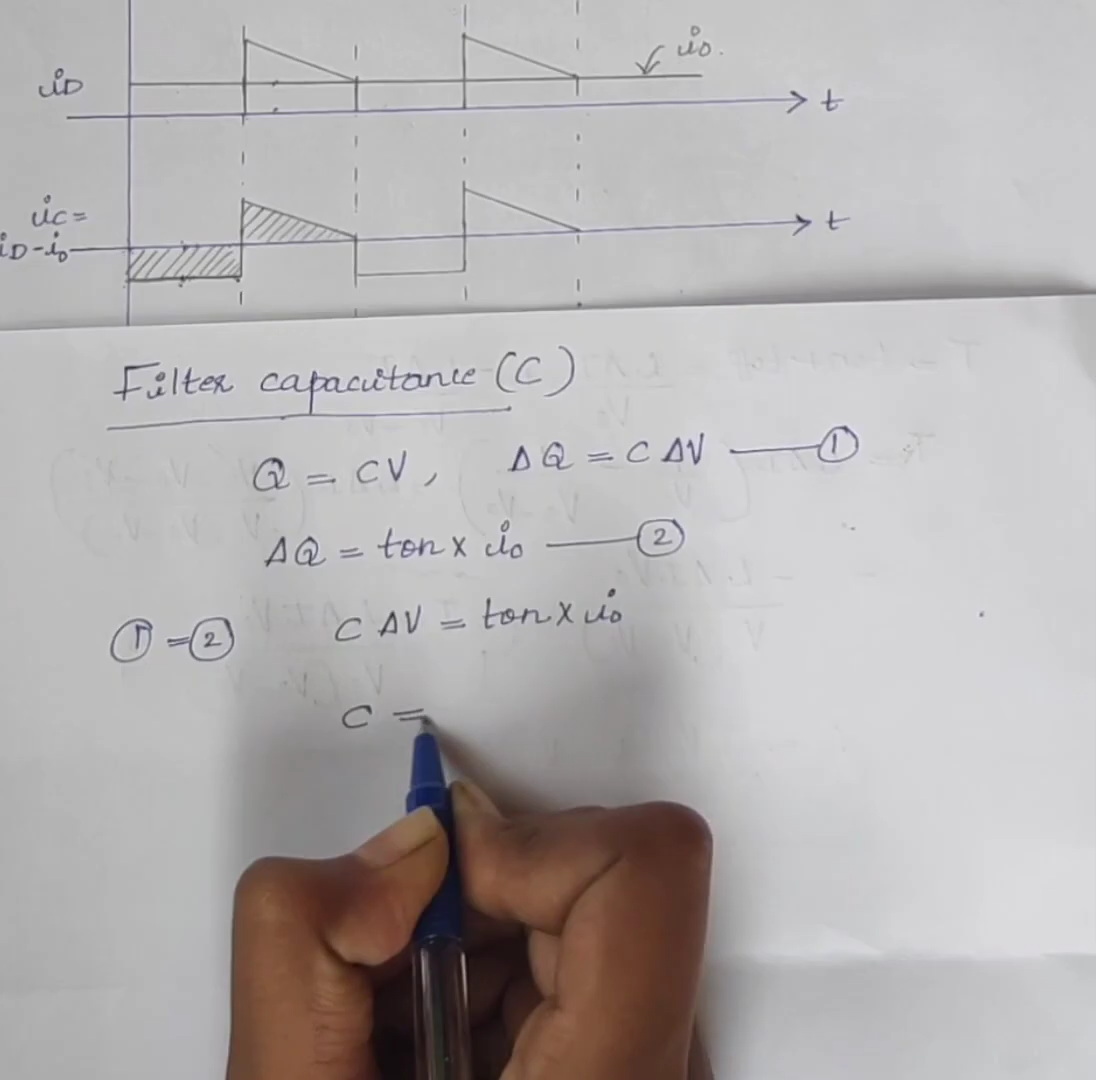 iD
io.
t
ic =
iD-io
t
Filter capacitance (C)
Q = CV, ΔQ = CΔV —— ①
ΔQ = ton x io —— ②
① = ② CΔV = ton x io
C =